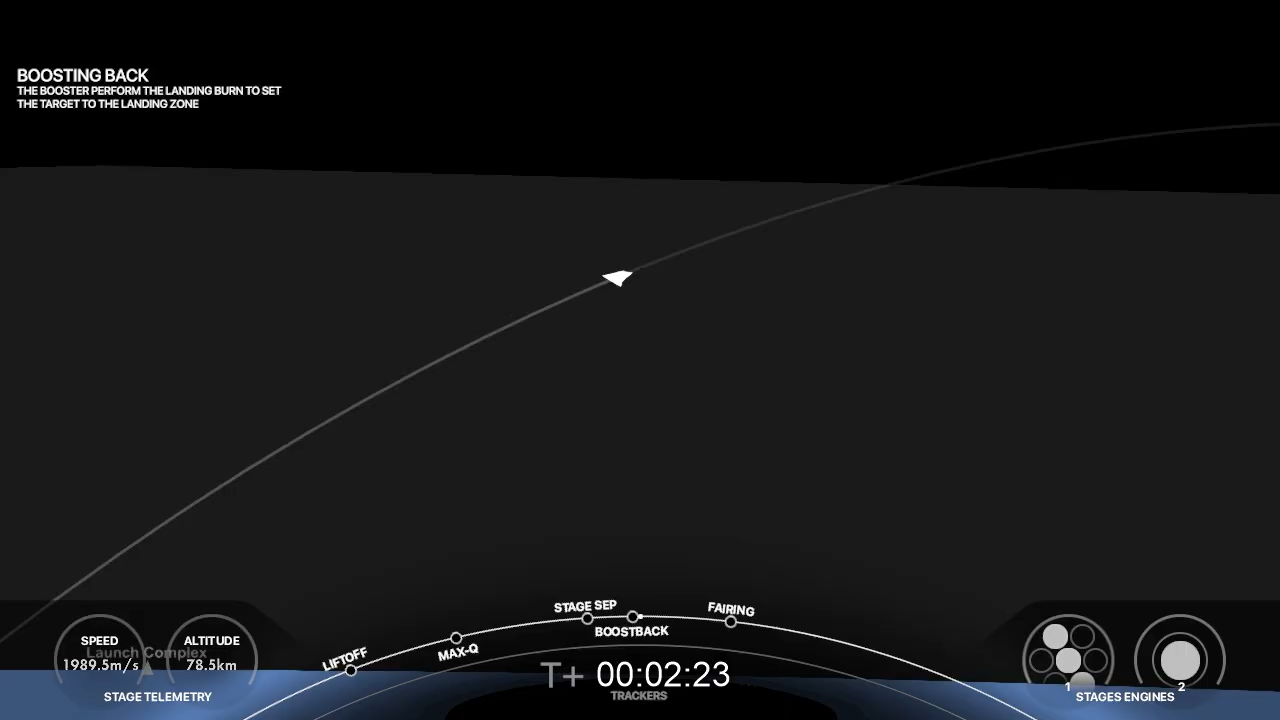 BOOSTING BACK
THE BOOSTER PERFORM THE LANDING BURN TO SET
THE TARGET TO THE LANDING ZONE
SPEED
1989.5m/s
ALTITUDE
78.5km
Launch Complex
STAGE TELEMETRY
LIFTOFF
MAX-Q
STAGE SEP
BOOSTBACK
FAIRING
T+ 00:02:23
TRACKERS
1
2
STAGES ENGINES